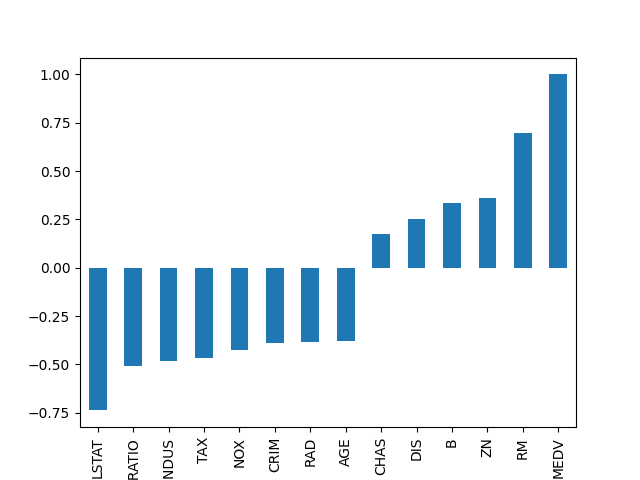 1.00
0.75
0.50
0.25
0.00
−0.25
−0.50
−0.75
LSTAT
RATIO
NDUS
TAX
NOX
CRIM
RAD
AGE
CHAS
DIS
B
ZN
RM
MEDV